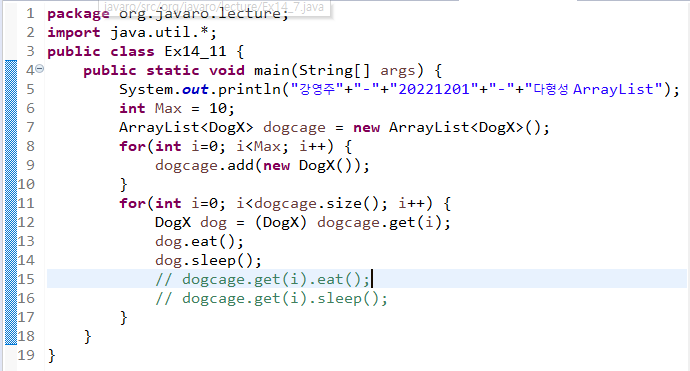 javaro/src/org/javaro/lecture/Ex14_7.java
1 package org.javaro.lecture;
2 import java.util.*;
3 public class Ex14_11 {
4 public static void main(String[] args) {
5 System.out.println("강영주"+"-"+"20221201"+"-"+"다형성 ArrayList");
6 int Max = 10;
7 ArrayList<DogX> dogcage = new ArrayList<DogX>();
8 for(int i=0; i<Max; i++) {
9 dogcage.add(new DogX());
10 }
11 for(int i=0; i<dogcage.size(); i++) {
12 DogX dog = (DogX) dogcage.get(i);
13 dog.eat();
14 dog.sleep();
15 // dogcage.get(i).eat();
16 // dogcage.get(i).sleep();
17 }
18 }
19 }